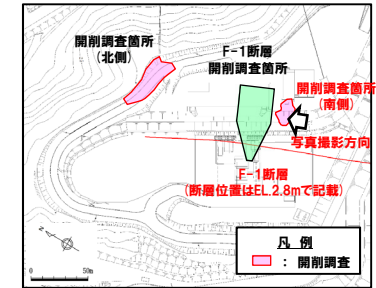 開削調査箇所
(北側)
F-1断層
開削調査箇所
開削調査箇所
(南側)
写真撮影方向
F-1断層
(断層位置はEL.2.8mで記載)
凡 例
: 開削調査
0 50m
N